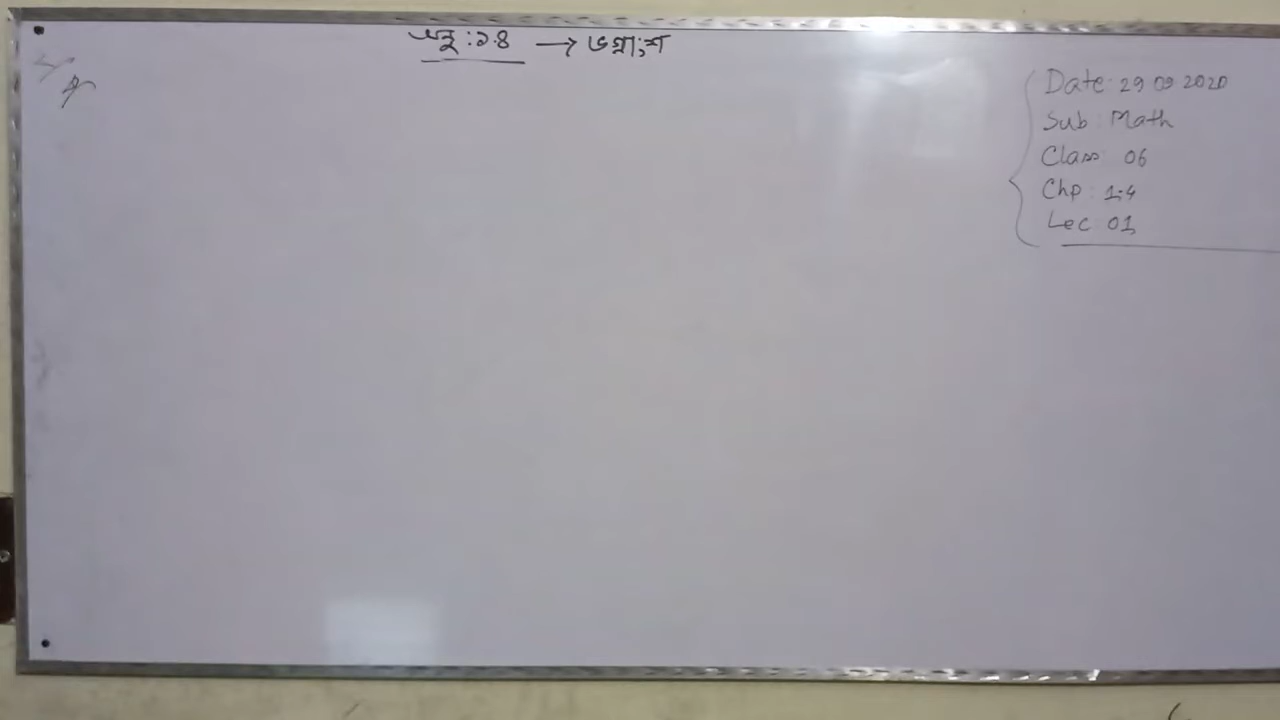 অনু : ১.৪ → ভগ্নাংশ
Date: 29 09 2020
Sub : Math
Class 06
Chp : 1.4
Lec 01